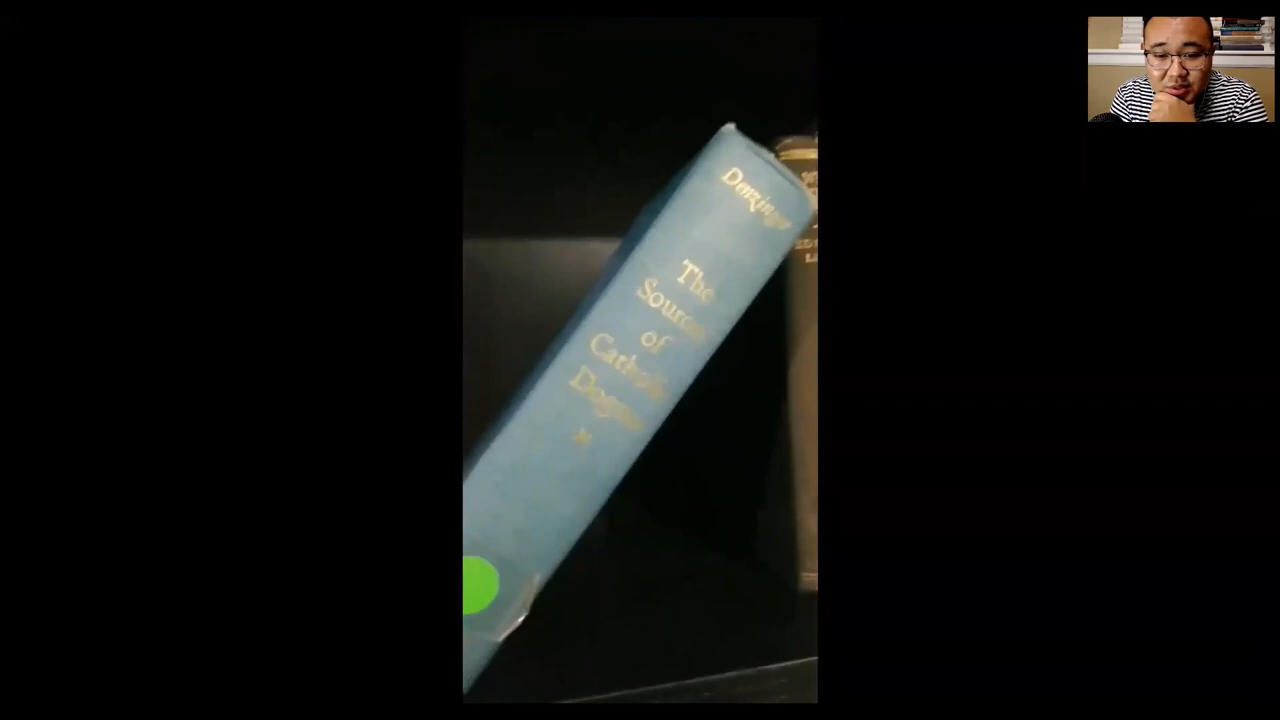 Denzinger
The
Sources
of
Catholic
Dogma